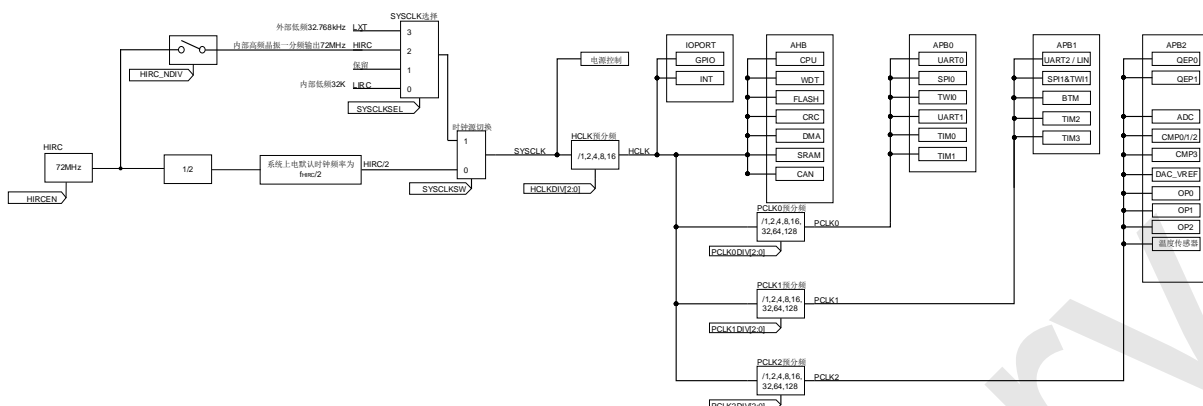 SYSCLK选择
外部低频32.768kHz LXT
3
内部高频晶振一分频输出72MHz HIRC
2
保留
1
内部低频32K LIRC
0
HIRC_NDIV
SYSCLKSEL
HIRC
72MHz
HIRCEN
1/2
系统上电默认时钟频率为
fHIRC/2
HIRC/2
时钟源切换
1
0
SYSCLKSW
SYSCLK
电源控制
HCLK预分频
/1,2,4,8,16
HCLKDIV[2:0]
HCLK
IOPORT
GPIO
INT
AHB
CPU
WDT
FLASH
CRC
DMA
SRAM
CAN
PCLK0预分频
/1,2,4,8,16,
32,64,128
PCLK0DIV[2:0]
PCLK0
PCLK1预分频
/1,2,4,8,16,
32,64,128
PCLK1DIV[2:0]
PCLK1
PCLK2预分频
/1,2,4,8,16,
32,64,128
PCLK2DIV[2:0]
PCLK2
APB0
UART0
SPI0
TWI0
UART1
TIM0
TIM1
APB1
UART2 / LIN
SPI1&TWI1
BTM
TIM2
TIM3
APB2
QEP0
QEP1
ADC
CMP0/1/2
CMP3
DAC_VREF
OP0
OP1
OP2
温度传感器